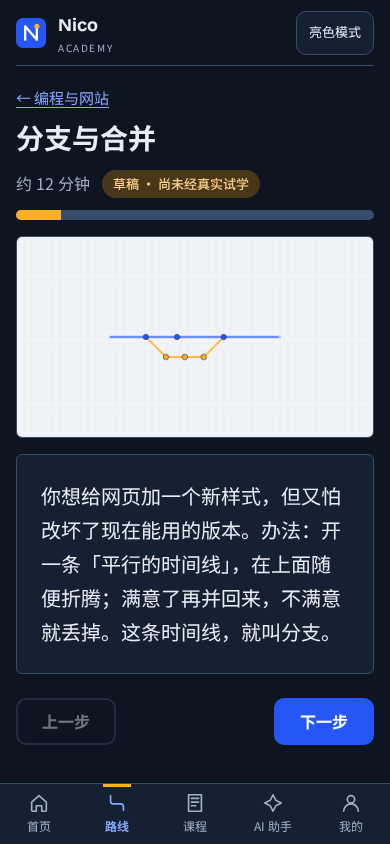 Nico
ACADEMY
亮色模式
← 编程与网站
分支与合并
约 12 分钟
草稿 · 尚未经真实试学
你想给网页加一个新样式，但又怕
改坏了现在能用的版本。办法：开
一条「平行的时间线」，在上面随
便折腾；满意了再并回来，不满意
就丢掉。这条时间线，就叫分支。
上一步
下一步
首页
路线
课程
AI 助手
我的